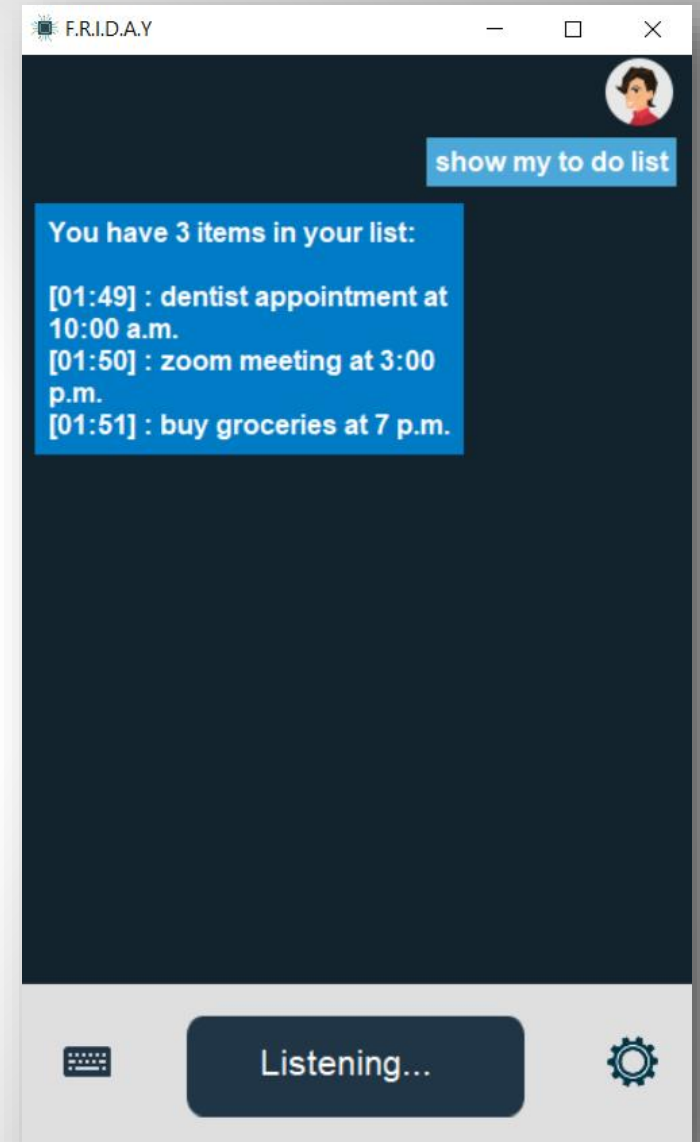 F.R.I.D.A.Y
show my to do list
You have 3 items in your list:
[01:49] : dentist appointment at
10:00 a.m.
[01:50] : zoom meeting at 3:00
p.m.
[01:51] : buy groceries at 7 p.m.
Listening...